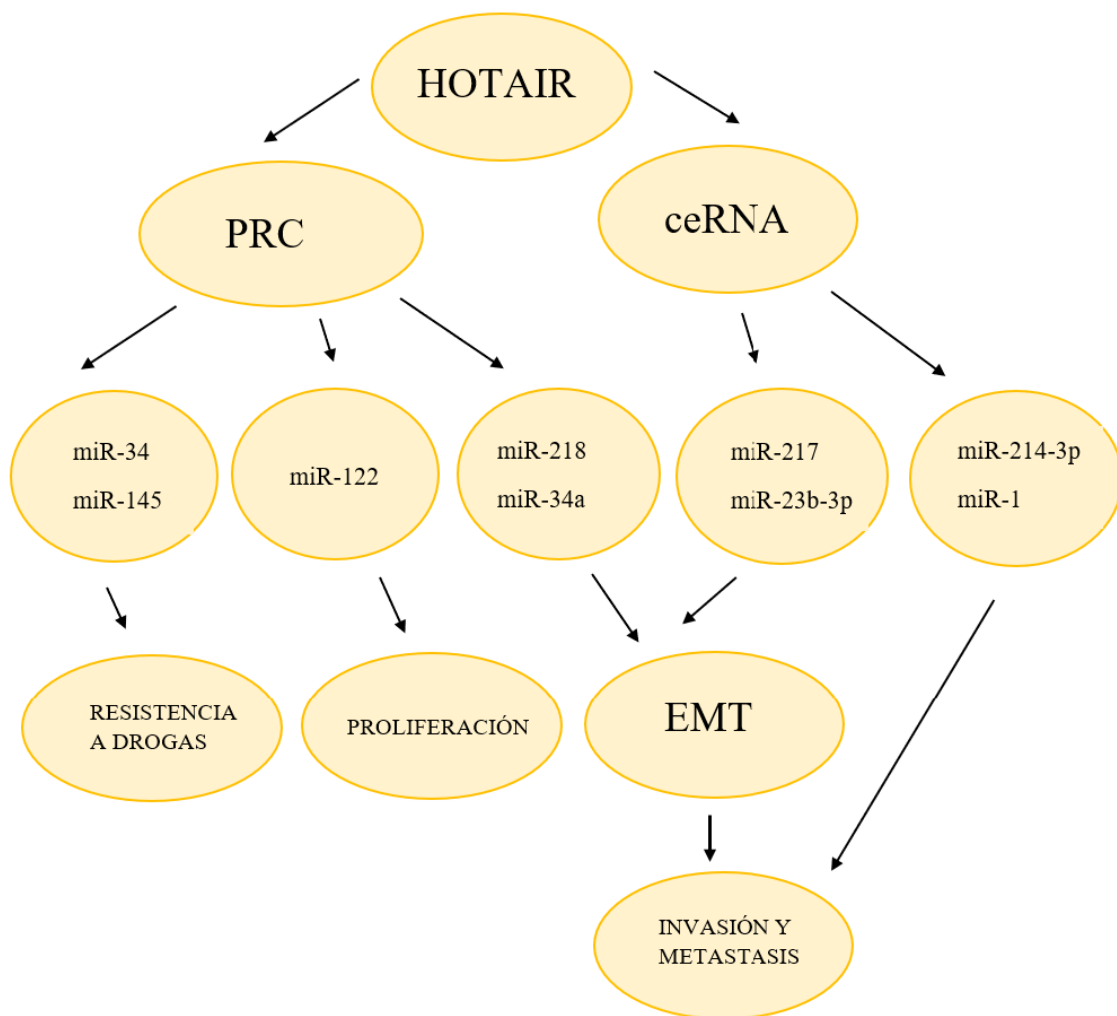 HOTAIR
PRC
ceRNA
miR-34
miR-145
miR-122
miR-218
miR-34a
miR-217
miR-23b-3p
miR-214-3p
miR-1
RESISTENCIA
A DROGAS
PROLIFERACIÓN
EMT
INVASIÓN Y
METASTASIS